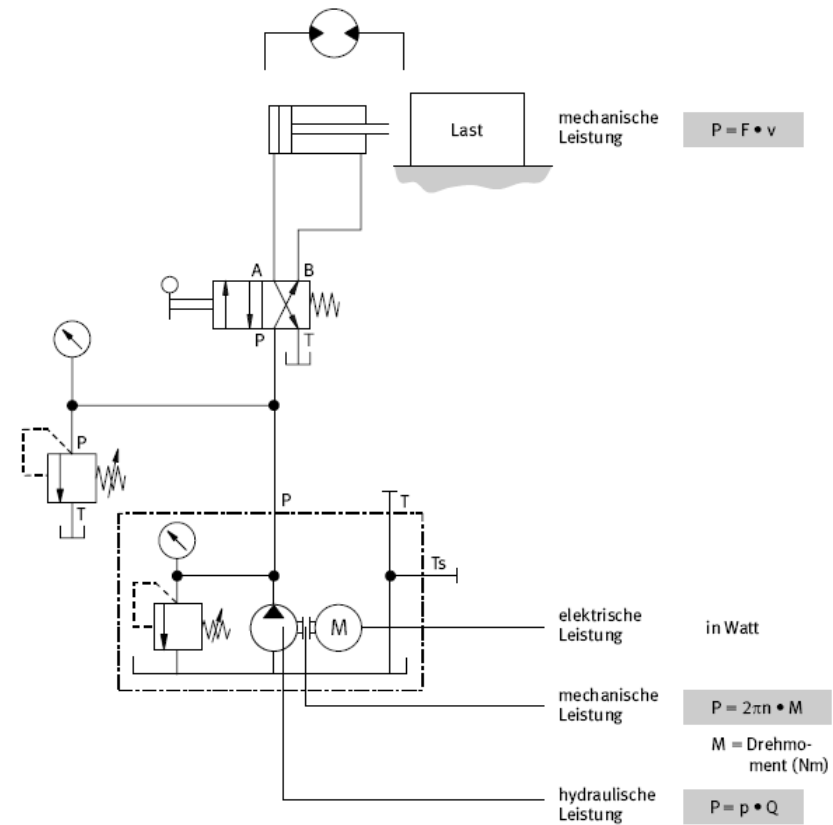 Last
mechanische
Leistung
P = F • v
A
B
P
T
P
T
P
T
Ts
M
elektrische
Leistung
in Watt
mechanische
Leistung
P = 2πn • M
M = Drehmo-
ment (Nm)
hydraulische
Leistung
P = p • Q